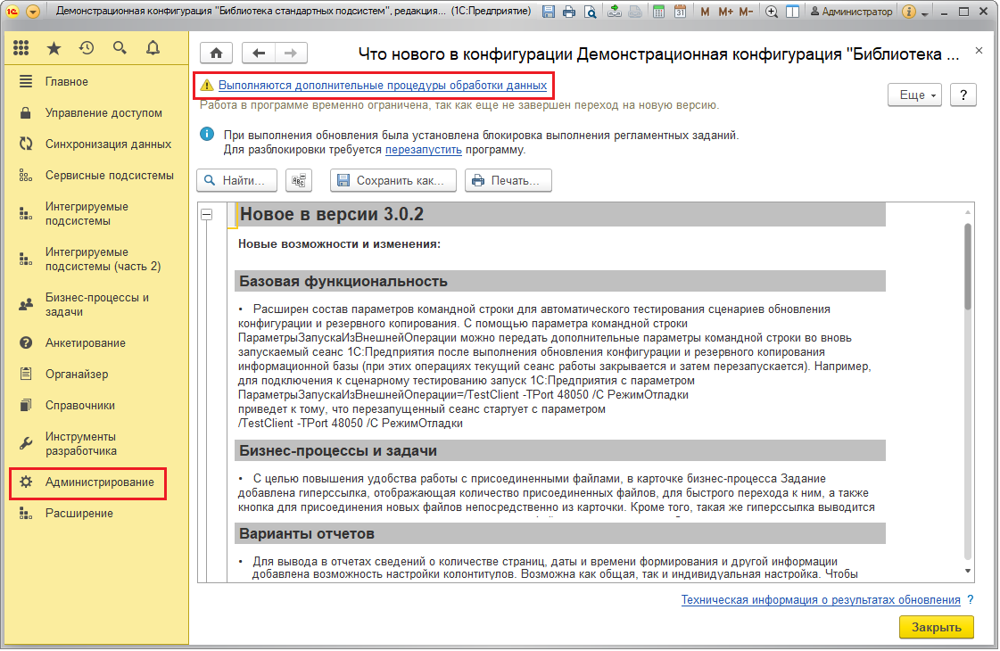 Демонстрационная конфигурация "Библиотека стандартных подсистем", редакция... (1С:Предприятие)
31
M M+ M-
Администратор
Главное
Управление доступом
Синхронизация данных
Сервисные подсистемы
Интегрируемые
подсистемы
Интегрируемые
подсистемы (часть 2)
Бизнес-процессы и
задачи
Анкетирование
Органайзер
Справочники
Инструменты
разработчика
Администрирование
Расширение
Что нового в конфигурации Демонстрационная конфигурация "Библиотека ...
Выполняются дополнительные процедуры обработки данных
Еще
?
Работа в программе временно ограничена, так как еще не завершен переход на новую версию.
При выполнения обновления была установлена блокировка выполнения регламентных заданий.
Для разблокировки требуется перезапустить программу.
Найти...
Сохранить как...
Печать...
Новое в версии 3.0.2
Новые возможности и изменения:
Базовая функциональность
• Расширен состав параметров командной строки для автоматического тестирования сценариев обновления
конфигурации и резервного копирования. С помощью параметра командной строки
ПараметрыЗапускаИзВнешнейОперации можно передать дополнительные параметры командной строки во вновь
запускаемый сеанс 1С:Предприятия после выполнения обновления конфигурации и резервного копирования
информационной базы (при этих операциях текущий сеанс работы закрывается и затем перезапускается). Например,
для подключения к сценарному тестированию запуск 1С:Предприятия с параметром
ПараметрыЗапускаИзВнешнейОперации=/TestClient -TPort 48050 /C РежимОтладки
приведет к тому, что перезапущенный сеанс стартует с параметром
/TestClient -TPort 48050 /C РежимОтладки
Бизнес-процессы и задачи
• С целью повышения удобства работы с присоединенными файлами, в карточке бизнес-процесса Задание
добавлена гиперссылка, отображающая количество присоединенных файлов, для быстрого перехода к ним, а также
кнопка для присоединения новых файлов непосредственно из карточки. Кроме того, такая же гиперссылка выводится
Варианты отчетов
• Для вывода в отчетах сведений о количестве страниц, даты и времени формирования и другой информации
добавлена возможность настройки колонтитулов. Возможна как общая, так и индивидуальная настройка. Чтобы
Техническая информация о результатах обновления ?
Закрыть